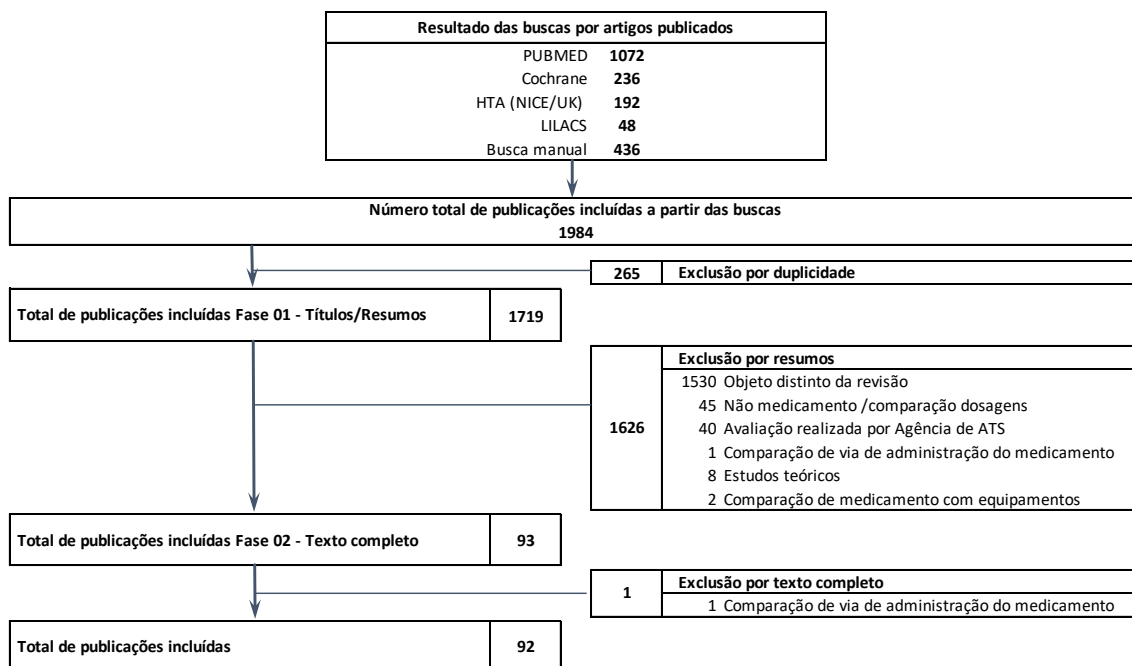 Resultado das buscas por artigos publicados
PUBMED 1072
Cochrane 236
HTA (NICE/UK) 192
LILACS 48
Busca manual 436
Número total de publicações incluídas a partir das buscas
1984
265 Exclusão por duplicidade
Total de publicações incluídas Fase 01 - Títulos/Resumos 1719
1626
Exclusão por resumos
1530 Objeto distinto da revisão
45 Não medicamento /comparação dosagens
40 Avaliação realizada por Agência de ATS
1 Comparação de via de administração do medicamento
8 Estudos teóricos
2 Comparação de medicamento com equipamentos
Total de publicações incluídas Fase 02 - Texto completo 93
1
Exclusão por texto completo
1 Comparação de via de administração do medicamento
Total de publicações incluídas 92